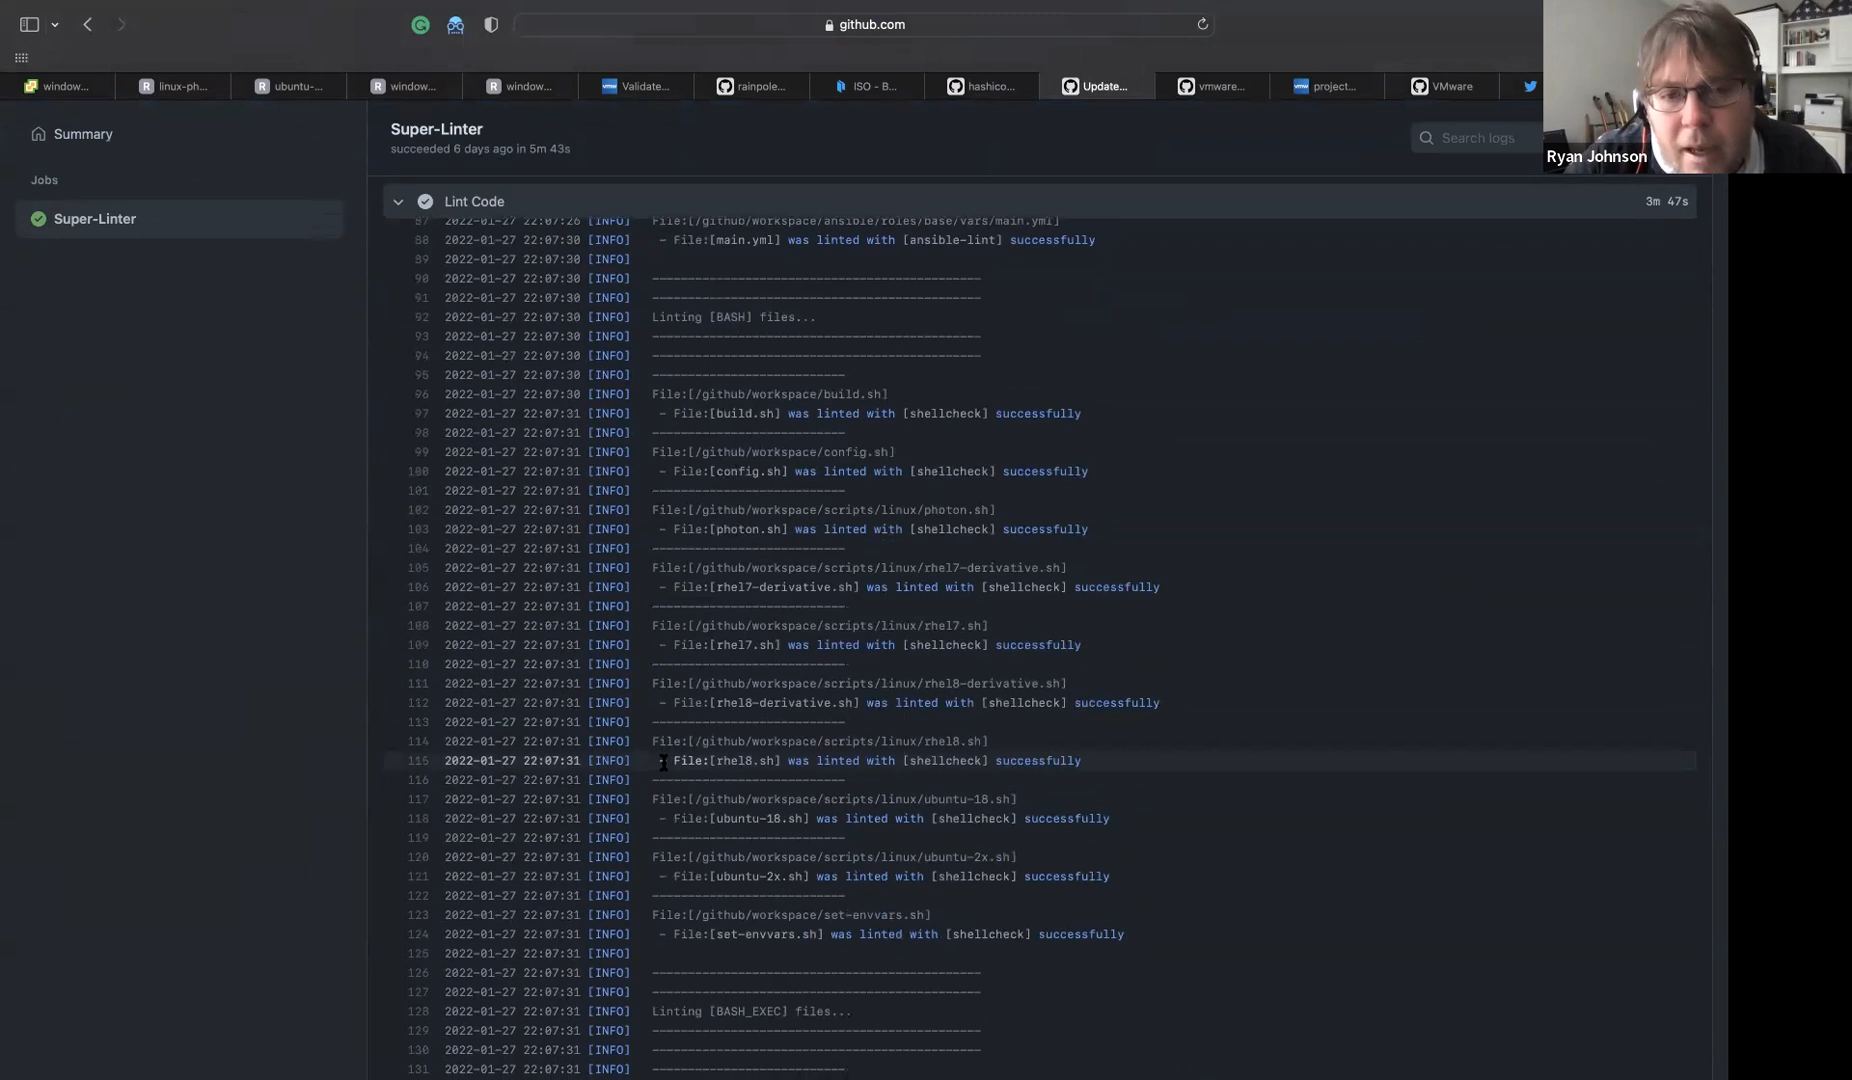 github.com
window...
linux-ph...
ubuntu-...
window...
window...
Validate...
rainpole...
ISO - B...
hashico...
Update...
vmware...
project...
VMware
Ryan Johnson
Summary
Jobs
Super-Linter
Super-Linter
succeeded 6 days ago in 5m 43s
Search logs
Lint Code
3m 47s
87 2022-01-27 22:07:26 [INFO] File:[/github/workspace/ansible/roles/base/vars/main.yml]
88 2022-01-27 22:07:30 [INFO] - File:[main.yml] was linted with [ansible-lint] successfully
89 2022-01-27 22:07:30 [INFO]
90 2022-01-27 22:07:30 [INFO] ----------------------------------------------
91 2022-01-27 22:07:30 [INFO] ----------------------------------------------
92 2022-01-27 22:07:30 [INFO] Linting [BASH] files...
93 2022-01-27 22:07:30 [INFO] ----------------------------------------------
94 2022-01-27 22:07:30 [INFO] ----------------------------------------------
95 2022-01-27 22:07:30 [INFO] ---------------------------
96 2022-01-27 22:07:30 [INFO] File:[/github/workspace/build.sh]
97 2022-01-27 22:07:31 [INFO] - File:[build.sh] was linted with [shellcheck] successfully
98 2022-01-27 22:07:31 [INFO] ---------------------------
99 2022-01-27 22:07:31 [INFO] File:[/github/workspace/config.sh]
100 2022-01-27 22:07:31 [INFO] - File:[config.sh] was linted with [shellcheck] successfully
101 2022-01-27 22:07:31 [INFO] ---------------------------
102 2022-01-27 22:07:31 [INFO] File:[/github/workspace/scripts/linux/photon.sh]
103 2022-01-27 22:07:31 [INFO] - File:[photon.sh] was linted with [shellcheck] successfully
104 2022-01-27 22:07:31 [INFO] ---------------------------
105 2022-01-27 22:07:31 [INFO] File:[/github/workspace/scripts/linux/rhel7-derivative.sh]
106 2022-01-27 22:07:31 [INFO] - File:[rhel7-derivative.sh] was linted with [shellcheck] successfully
107 2022-01-27 22:07:31 [INFO] ---------------------------
108 2022-01-27 22:07:31 [INFO] File:[/github/workspace/scripts/linux/rhel7.sh]
109 2022-01-27 22:07:31 [INFO] - File:[rhel7.sh] was linted with [shellcheck] successfully
110 2022-01-27 22:07:31 [INFO] ---------------------------
111 2022-01-27 22:07:31 [INFO] File:[/github/workspace/scripts/linux/rhel8-derivative.sh]
112 2022-01-27 22:07:31 [INFO] - File:[rhel8-derivative.sh] was linted with [shellcheck] successfully
113 2022-01-27 22:07:31 [INFO] ---------------------------
114 2022-01-27 22:07:31 [INFO] File:[/github/workspace/scripts/linux/rhel8.sh]
115 2022-01-27 22:07:31 [INFO] - File:[rhel8.sh] was linted with [shellcheck] successfully
116 2022-01-27 22:07:31 [INFO] ---------------------------
117 2022-01-27 22:07:31 [INFO] File:[/github/workspace/scripts/linux/ubuntu-18.sh]
118 2022-01-27 22:07:31 [INFO] - File:[ubuntu-18.sh] was linted with [shellcheck] successfully
119 2022-01-27 22:07:31 [INFO] ---------------------------
120 2022-01-27 22:07:31 [INFO] File:[/github/workspace/scripts/linux/ubuntu-2x.sh]
121 2022-01-27 22:07:31 [INFO] - File:[ubuntu-2x.sh] was linted with [shellcheck] successfully
122 2022-01-27 22:07:31 [INFO] ---------------------------
123 2022-01-27 22:07:31 [INFO] File:[/github/workspace/set-envvars.sh]
124 2022-01-27 22:07:31 [INFO] - File:[set-envvars.sh] was linted with [shellcheck] successfully
125 2022-01-27 22:07:31 [INFO]
126 2022-01-27 22:07:31 [INFO] ----------------------------------------------
127 2022-01-27 22:07:31 [INFO] ----------------------------------------------
128 2022-01-27 22:07:31 [INFO] Linting [BASH_EXEC] files...
129 2022-01-27 22:07:31 [INFO] ----------------------------------------------
130 2022-01-27 22:07:31 [INFO] ----------------------------------------------
131 2022-01-27 22:07:31 [INFO] ---------------------------